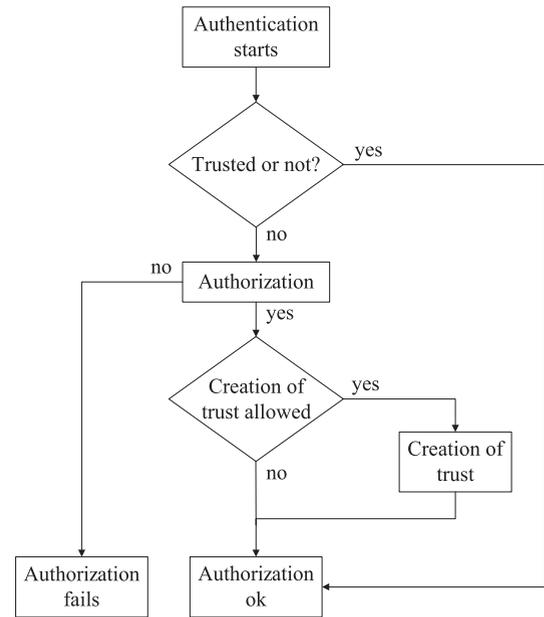 Authentication
starts
Trusted or not?
yes
no
no
Authorization
yes
Creation of
trust allowed
yes
Creation of
trust
no
Authorization
fails
Authorization
ok